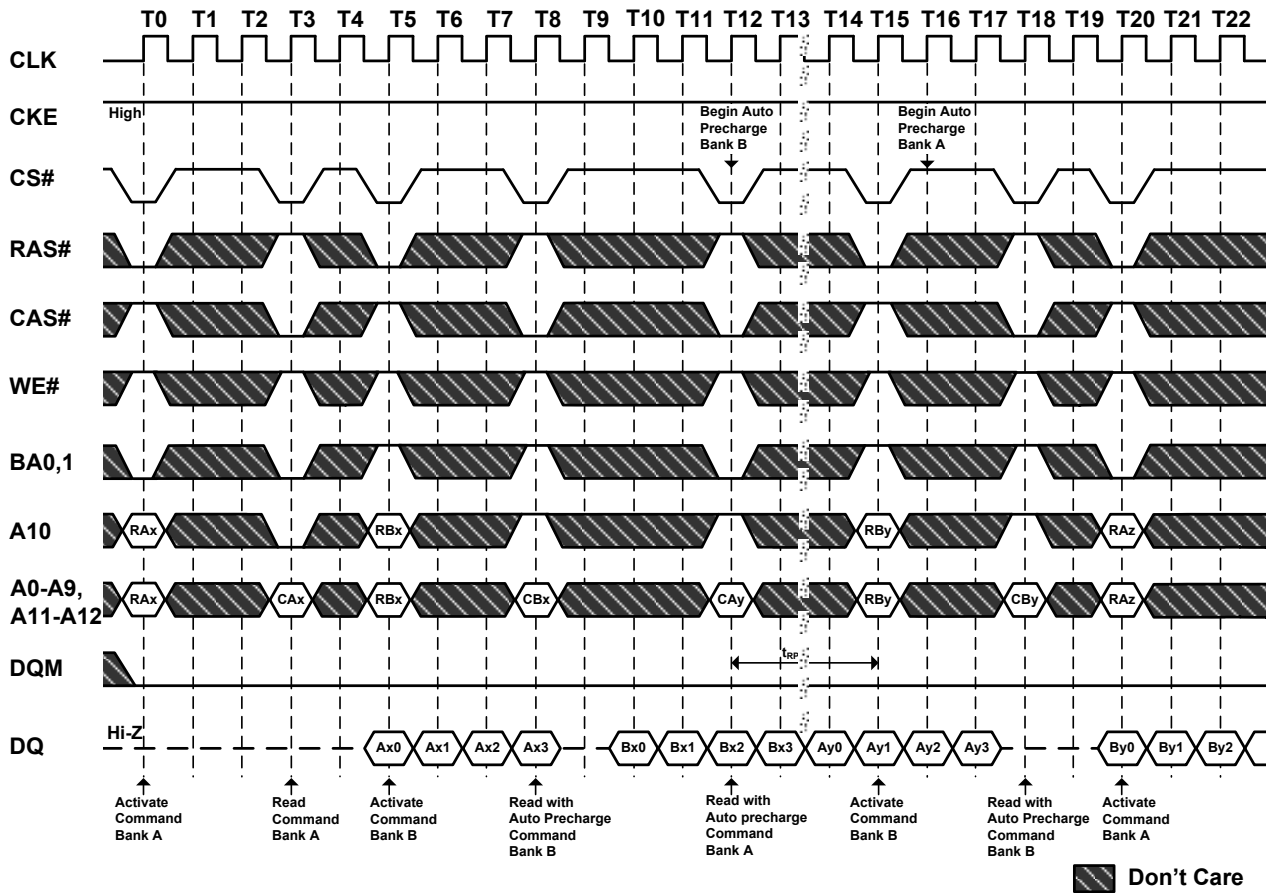 T0 T1 T2 T3 T4 T5 T6 T7 T8 T9 T10 T11 T12 T13 T14 T15 T16 T17 T18 T19 T20 T21 T22
CLK
CKE
High
Begin Auto
Precharge
Bank B
Begin Auto
Precharge
Bank A
CS#
RAS#
CAS#
WE#
BA0,1
A10
RAx RBx RBy RAz
A0-A9,
A11-A12
RAx CAx RBx CBx CAy RBy CBy RAz
DQM
tRP
DQ
Hi-Z
Ax0 Ax1 Ax2 Ax3 Bx0 Bx1 Bx2 Bx3 Ay0 Ay1 Ay2 Ay3 By0 By1 By2
Activate
Command
Bank A
Read
Command
Bank A
Activate
Command
Bank B
Read with
Auto Precharge
Command
Bank B
Read with
Auto precharge
Command
Bank A
Activate
Command
Bank B
Read with
Auto Precharge
Command
Bank B
Activate
Command
Bank A
Don't Care